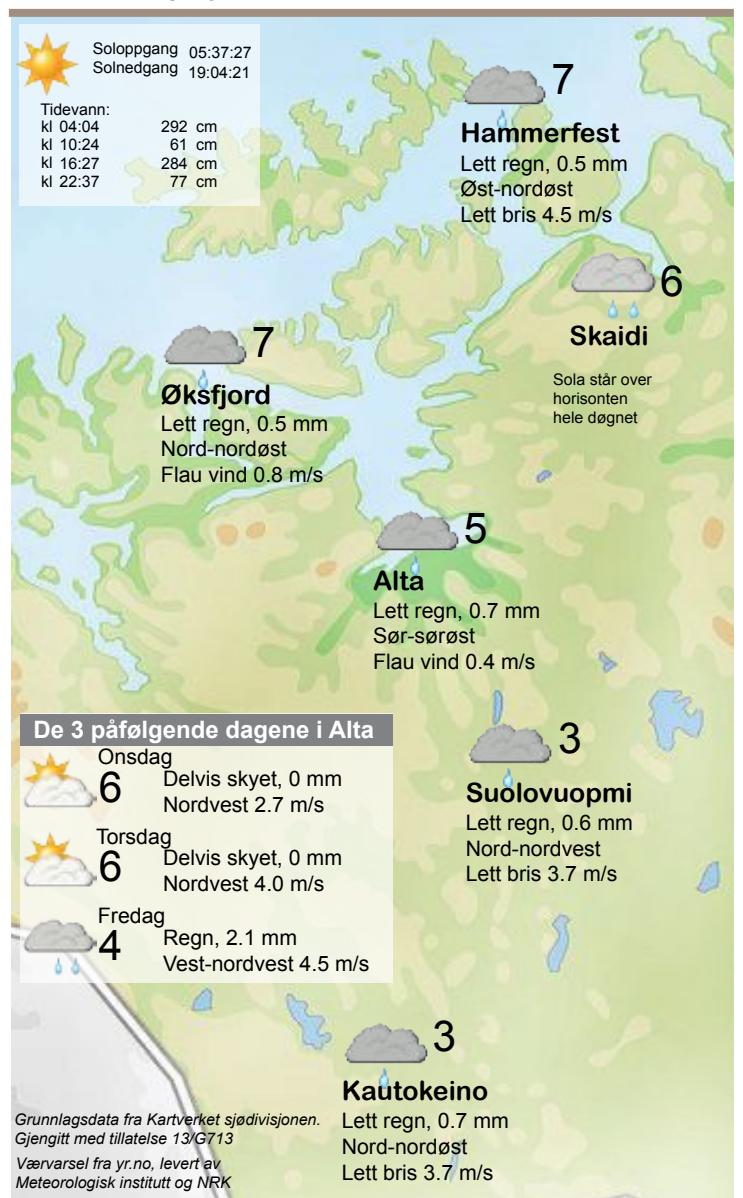 Soloppgang 05:37:27
Solnedgang 19:04:21
Tidevann:
kl 04:04 292 cm
kl 10:24 61 cm
kl 16:27 284 cm
kl 22:37 77 cm
7
Hammerfest
Lett regn, 0.5 mm
Øst-nordøst
Lett bris 4.5 m/s
6
Skaidi
Sola står over
horisonten
hele døgnet
7
Øksfjord
Lett regn, 0.5 mm
Nord-nordøst
Flau vind 0.8 m/s
5
Alta
Lett regn, 0.7 mm
Sør-sørøst
Flau vind 0.4 m/s
De 3 påfølgende dagene i Alta
Onsdag
6 Delvis skyet, 0 mm
Nordvest 2.7 m/s
Torsdag
6 Delvis skyet, 0 mm
Nordvest 4.0 m/s
Fredag
4 Regn, 2.1 mm
Vest-nordvest 4.5 m/s
3
Suolovuopmi
Lett regn, 0.6 mm
Nord-nordvest
Lett bris 3.7 m/s
3
Kautokeino
Lett regn, 0.7 mm
Nord-nordøst
Lett bris 3.7 m/s
Grunnlagsdata fra Kartverket sjødivisjonen.
Gjengitt med tillatelse 13/G713
Værvarsel fra yr.no, levert av
Meteorologisk institutt og NRK